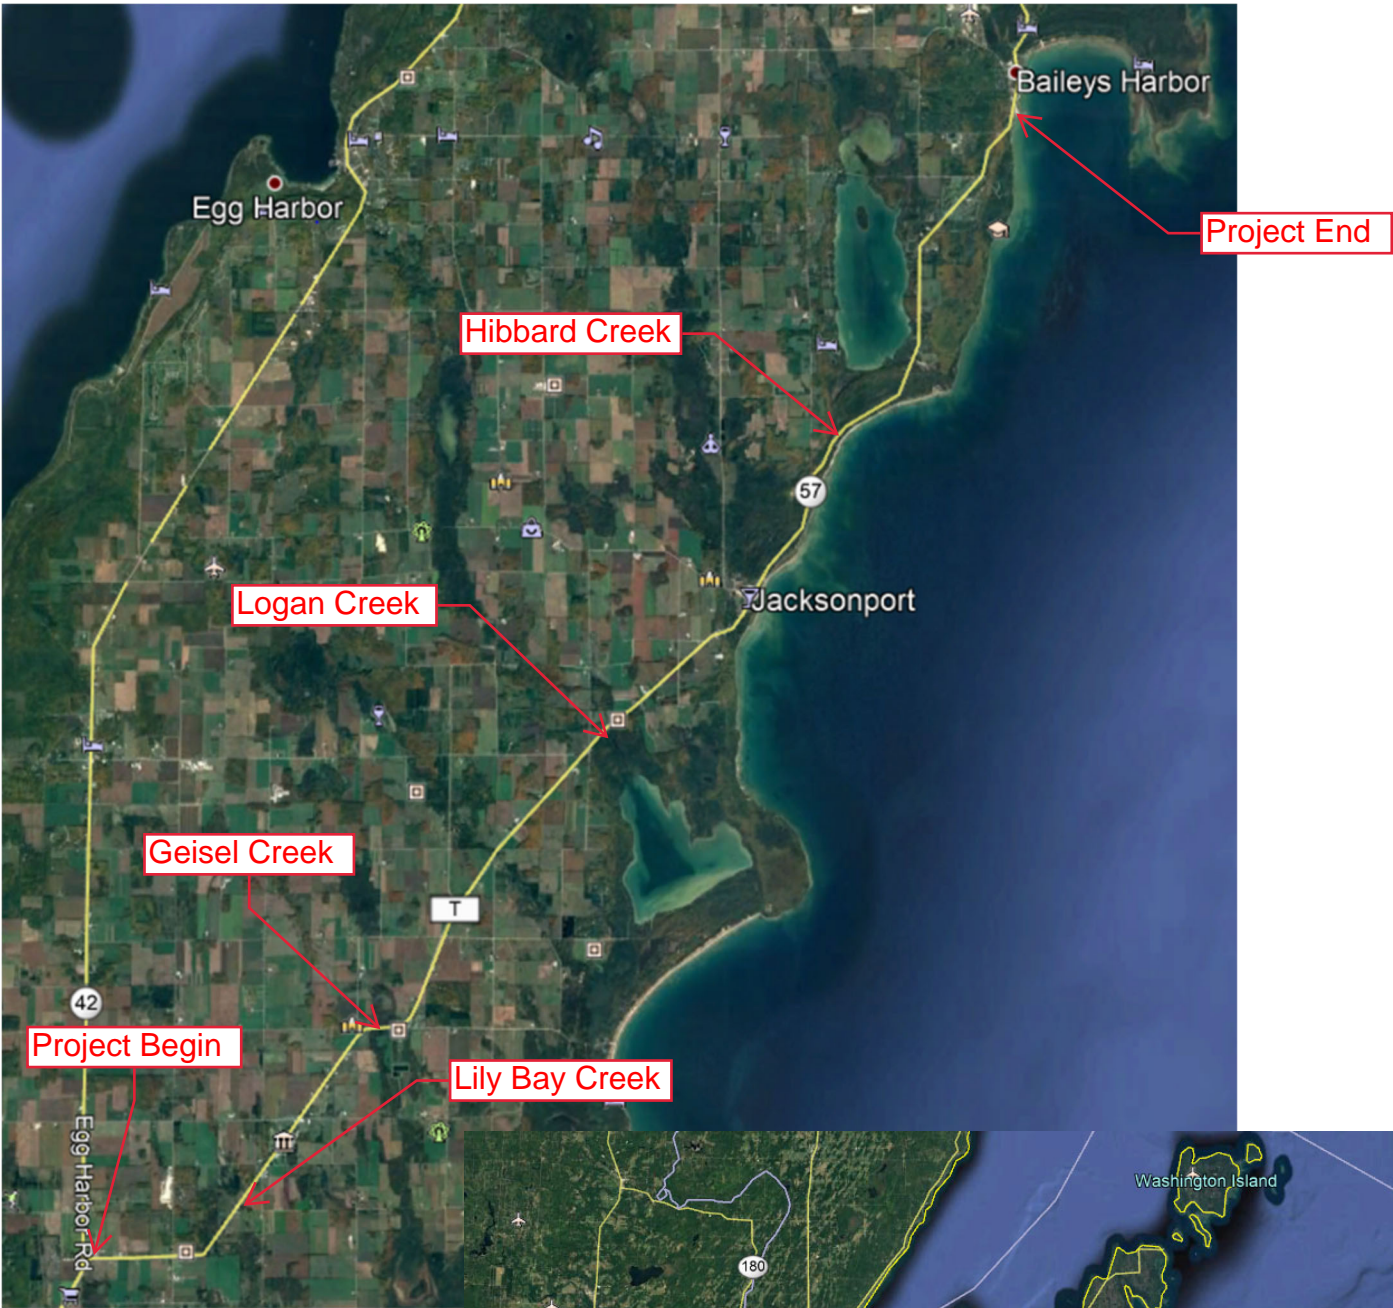 Baileys Harbor
Egg Harbor
Project End
Hibbard Creek
57
Logan Creek
Jacksonport
Geisel Creek
T
42
Project Begin
Lily Bay Creek
Egg Harbor Rd
Washington Island
180